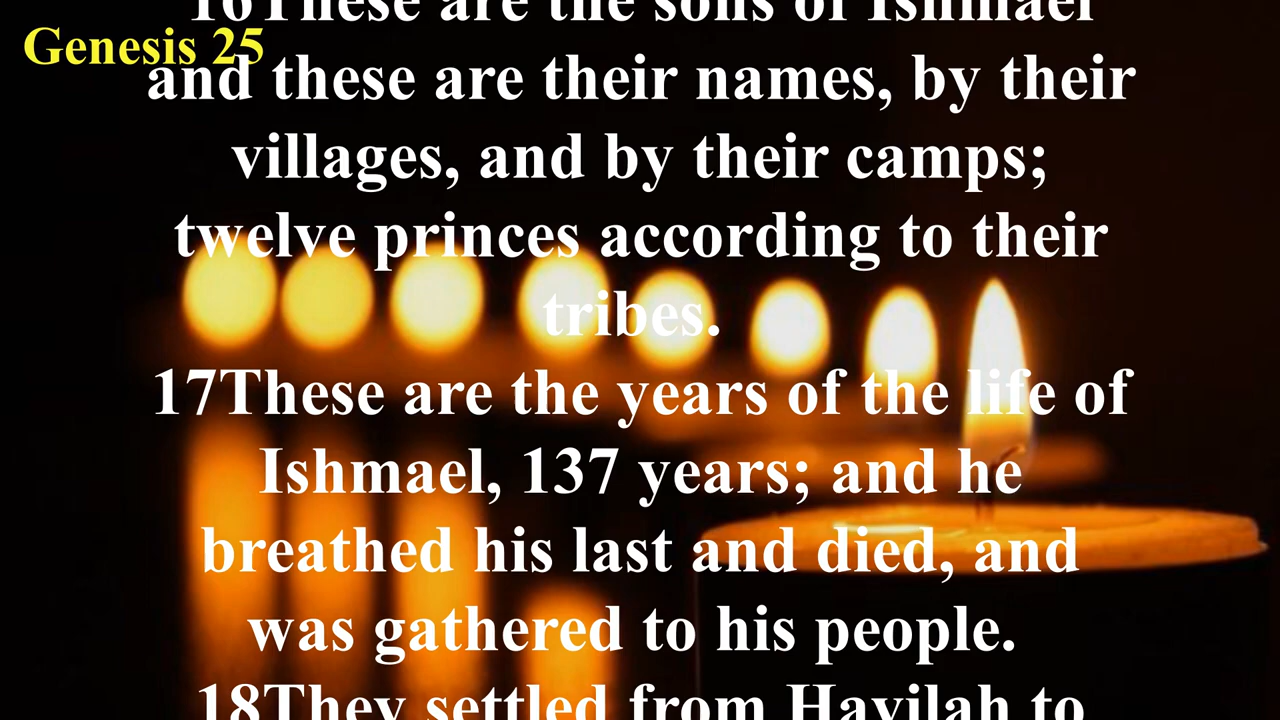 16These are the sons of Ishmael
Genesis 25
and these are their names, by their
villages, and by their camps;
twelve princes according to their
tribes.
17These are the years of the life of
Ishmael, 137 years; and he
breathed his last and died, and
was gathered to his people.
18They settled from Havilah to